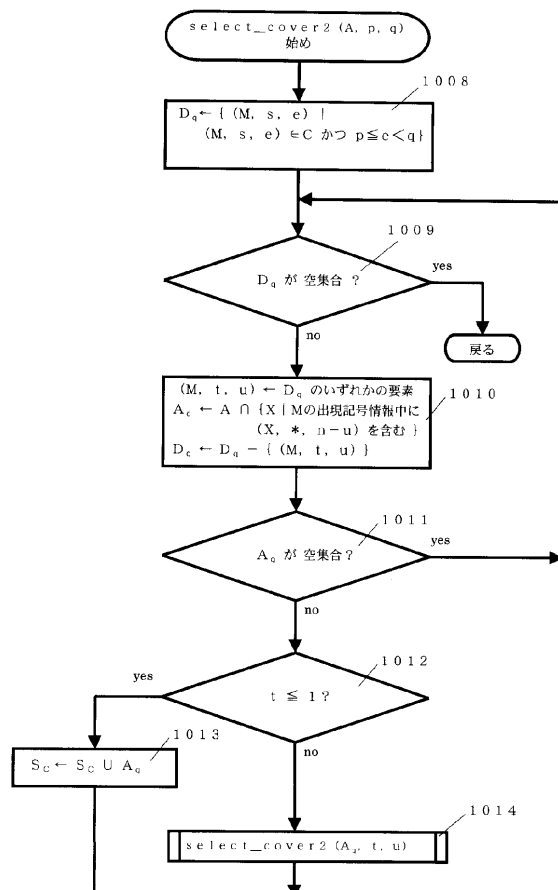 select_cover2 (A, p, q)
始め
1008
D_q←{ (M, s, e) |
(M, s, e) ∈C かつ p≦e<q}
1009
D_q が 空集合 ?
yes
no
戻る
(M, t, u) ← D_q のいずれかの要素
A_q ← A ∩ {X | Mの出現記号情報中に
(X, *, n−u) を含む }
D_q ← D_q − { (M, t, u) }
1010
1011
A_q が 空集合?
yes
no
1012
yes
t ≦ 1?
1013
no
S_C ← S_C ∪ A_q
1014
select_cover2 (A_q, t, u)